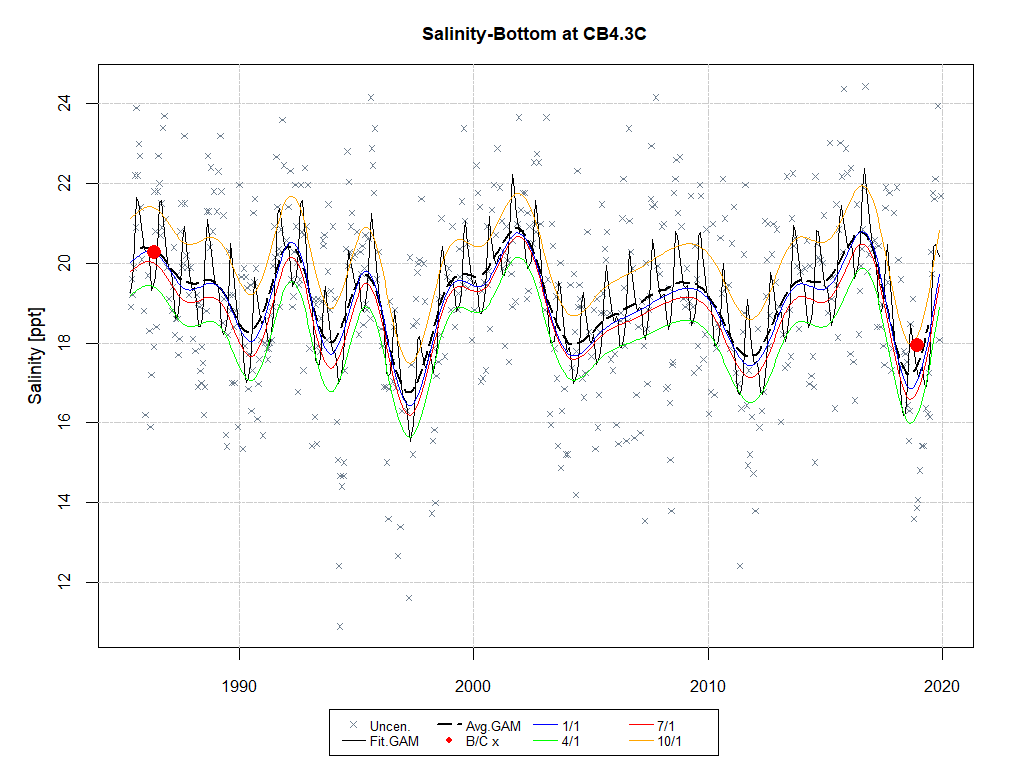 Salinity-Bottom at CB4.3C
Salinity [ppt]
24
22
20
18
16
14
12
1990 2000 2010 2020
Uncen. Avg.GAM 1/1 7/1
Fit.GAM B/C x 4/1 10/1